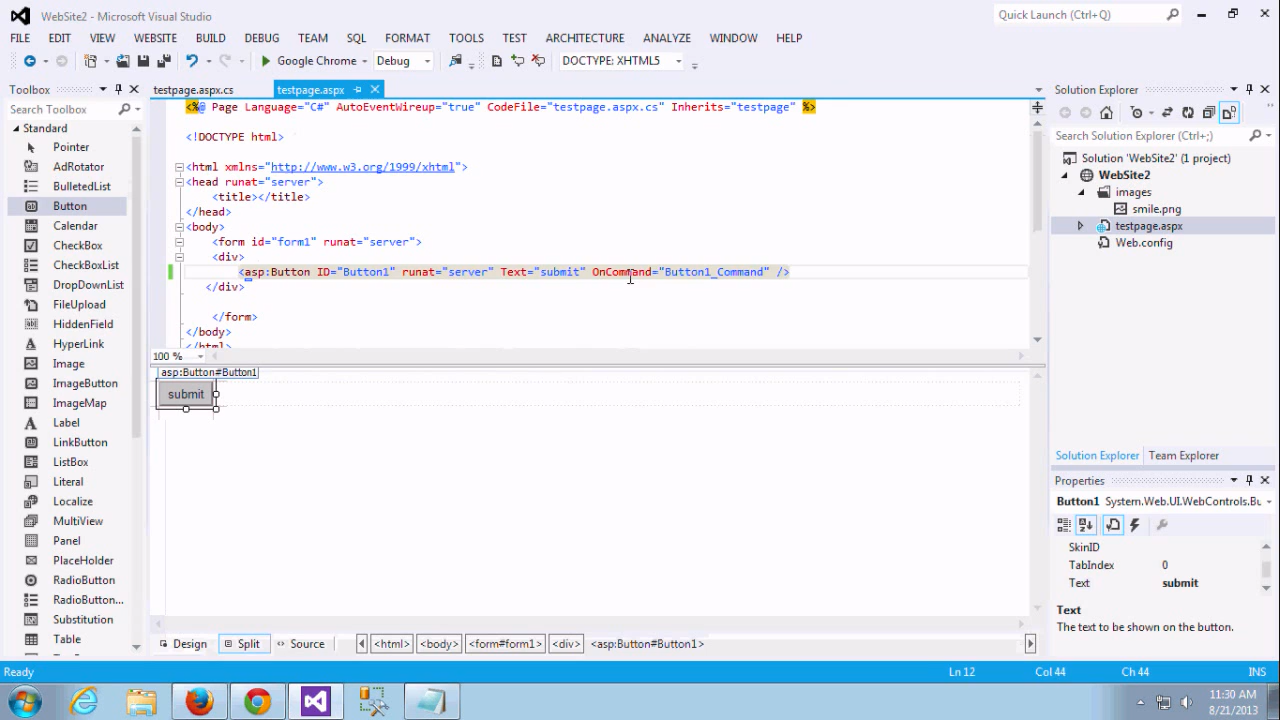 WebSite2 - Microsoft Visual Studio
Quick Launch (Ctrl+Q)
FILE EDIT VIEW WEBSITE BUILD DEBUG TEAM SQL FORMAT TOOLS TEST ARCHITECTURE ANALYZE WINDOW HELP
Google Chrome Debug DOCTYPE: XHTML5
Toolbox
Search Toolbox
Standard
Pointer
AdRotator
BulletedList
Button
Calendar
CheckBox
CheckBoxList
DropDownList
FileUpload
HiddenField
HyperLink
Image
ImageButton
ImageMap
Label
LinkButton
ListBox
Literal
Localize
MultiView
Panel
PlaceHolder
RadioButton
RadioButton...
Substitution
Table
testpage.aspx.cs testpage.aspx
<%@ Page Language="C#" AutoEventWireup="true" CodeFile="testpage.aspx.cs" Inherits="testpage" %>
<!DOCTYPE html>
<html xmlns="http://www.w3.org/1999/xhtml">
<head runat="server">
<title></title>
</head>
<body>
<form id="form1" runat="server">
<div>
<asp:Button ID="Button1" runat="server" Text="submit" OnCommand="Button1_Command" />
</div>
</form>
</body>
</html>
100 %
asp:Button#Button1
submit
Design Split Source <html> <body> <form#form1> <div> <asp:Button#Button1>
Solution Explorer
Search Solution Explorer (Ctrl+;)
Solution 'WebSite2' (1 project)
WebSite2
images
smile.png
testpage.aspx
Web.config
Solution Explorer Team Explorer
Properties
Button1 System.Web.UI.WebControls.Bu
SkinID
TabIndex 0
Text submit
Text
The text to be shown on the button.
Ready Ln 12 Col 44 Ch 44 INS
11:30 AM
8/21/2013